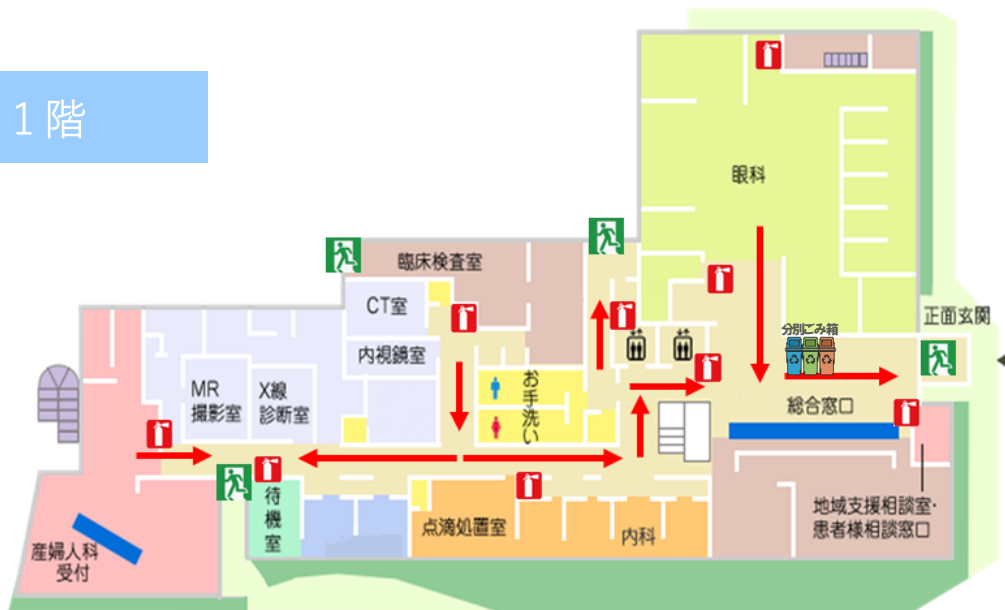 1階
眼科
臨床検査室
CT室
正面玄関
分別ごみ箱
内視鏡室
MR
撮影室
X線
診断室
お手洗い
総合窓口
待機室
点滴処置室
内科
地域支援相談室・
患者様相談窓口
産婦人科
受付